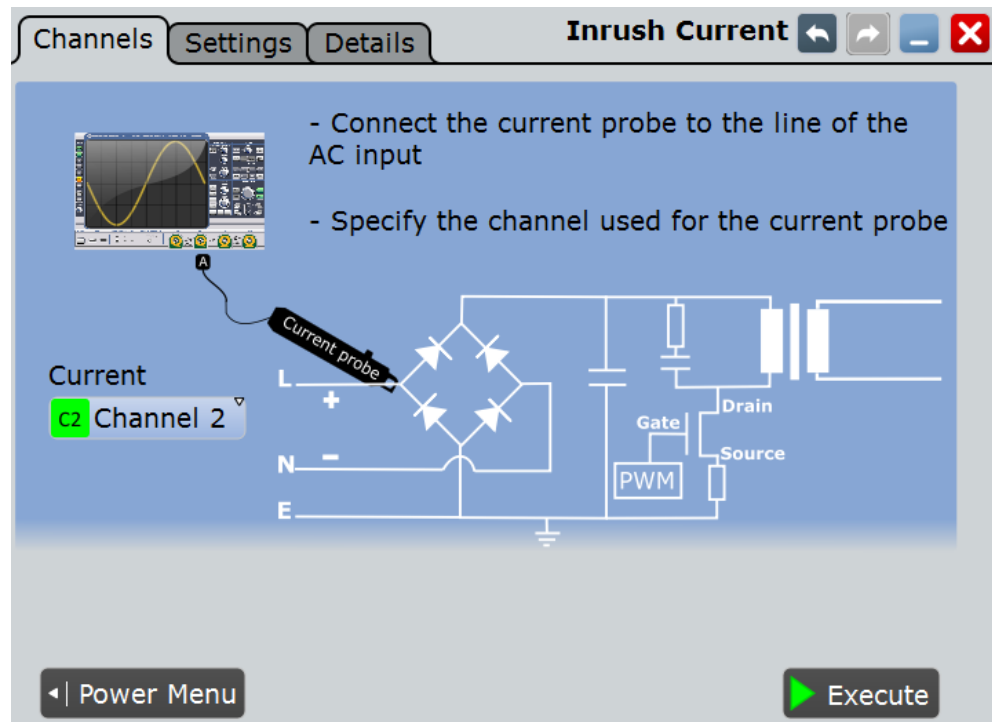 Channels
Settings
Details
Inrush Current
- Connect the current probe to the line of the
AC input
- Specify the channel used for the current probe
A
Current probe
Current
C2 Channel 2
L
+
-
N
E
Gate
Drain
Source
PWM
Power Menu
Execute